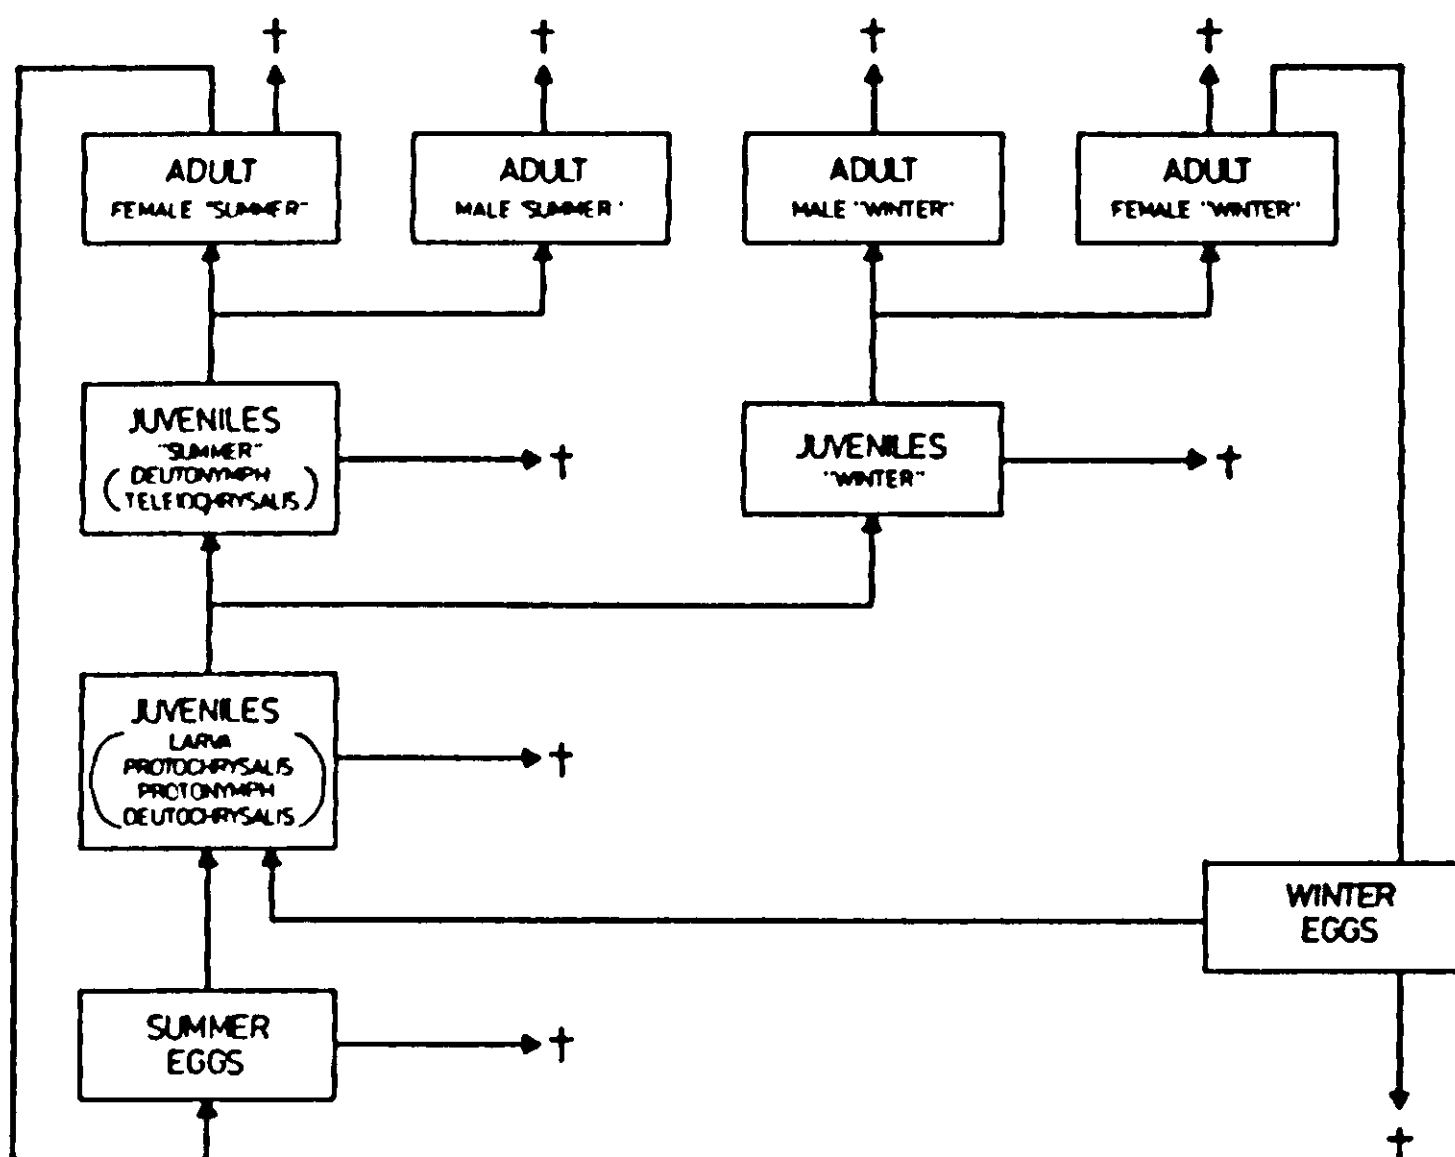 †
†
†
†
ADULT
FEMALE "SUMMER"
ADULT
MALE "SUMMER"
ADULT
MALE "WINTER"
ADULT
FEMALE "WINTER"
JUVENILES
"SUMMER"
(DEUTONYMPH
TELEIOCHRYSALIS)
†
JUVENILES
"WINTER"
†
JUVENILES
(LARVA
PROTOCHRYSALIS
PROTONYMPH
DEUTOCHRYSALIS)
†
WINTER
EGGS
SUMMER
EGGS
†
†